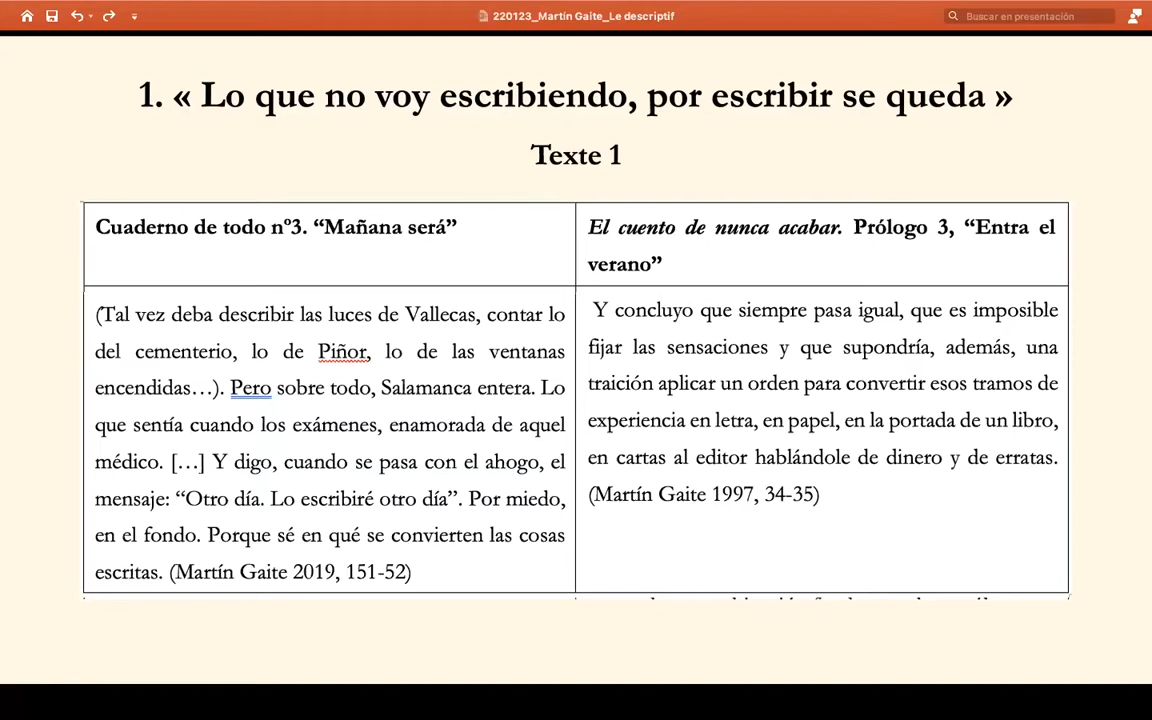 220123_Martín Gaite_Le descriptif
Buscar en presentación
1. « Lo que no voy escribiendo, por escribir se queda »
Texte 1
Cuaderno de todo nº3. “Mañana será”
(Tal vez deba describir las luces de Vallecas, contar lo
del cementerio, lo de Piñor, lo de las ventanas
encendidas…). Pero sobre todo, Salamanca entera. Lo
que sentía cuando los exámenes, enamorada de aquel
médico. […] Y digo, cuando se pasa con el ahogo, el
mensaje: “Otro día. Lo escribiré otro día”. Por miedo,
en el fondo. Porque sé en qué se convierten las cosas
escritas. (Martín Gaite 2019, 151-52)
El cuento de nunca acabar. Prólogo 3, “Entra el
verano”
Y concluyo que siempre pasa igual, que es imposible
fijar las sensaciones y que supondría, además, una
traición aplicar un orden para convertir esos tramos de
experiencia en letra, en papel, en la portada de un libro,
en cartas al editor hablándole de dinero y de erratas.
(Martín Gaite 1997, 34-35)